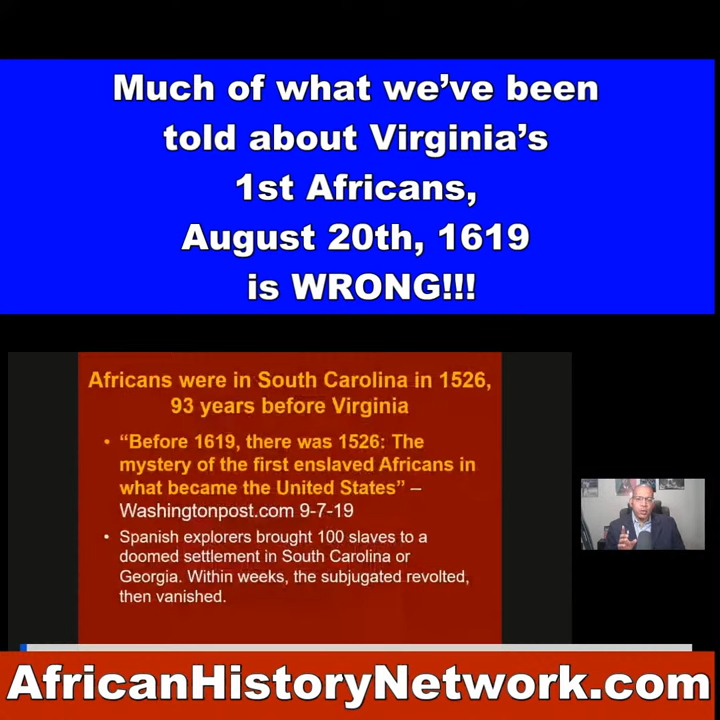 Much of what we've been
told about Virginia's
1st Africans,
August 20th, 1619
is WRONG!!!
Africans were in South Carolina in 1526,
93 years before Virginia
• “Before 1619, there was 1526: The
mystery of the first enslaved Africans in
what became the United States” –
Washingtonpost.com 9-7-19
• Spanish explorers brought 100 slaves to a
doomed settlement in South Carolina or
Georgia. Within weeks, the subjugated revolted,
then vanished.
AfricanHistoryNetwork.com